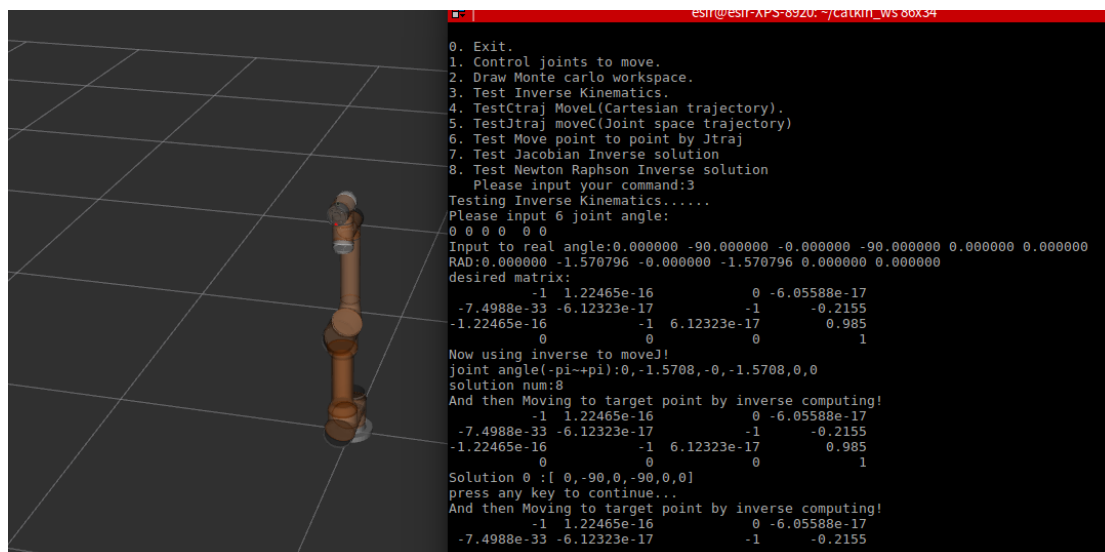 esir@esir-XPS-8920: ~/catkin_ws 86x34
0. Exit.
1. Control joints to move.
2. Draw Monte carlo workspace.
3. Test Inverse Kinematics.
4. TestCtraj MoveL(Cartesian trajectory).
5. TestJtraj moveC(Joint space trajectory)
6. Test Move point to point by Jtraj
7. Test Jacobian Inverse solution
8. Test Newton Raphson Inverse solution
Please input your command:3
Testing Inverse Kinematics......
Please input 6 joint angle:
0 0 0 0  0 0
Input to real angle:0.000000 -90.000000 -0.000000 -90.000000 0.000000 0.000000
RAD:0.000000 -1.570796 -0.000000 -1.570796 0.000000 0.000000
desired matrix:
-1 1.22465e-16 0 -6.05588e-17
-7.4988e-33 -6.12323e-17 -1 -0.2155
-1.22465e-16 -1 6.12323e-17 0.985
0 0 0 1
Now using inverse to moveJ!
joint angle(-pi~+pi):0,-1.5708,-0,-1.5708,0,0
solution num:8
And then Moving to target point by inverse computing!
-1 1.22465e-16 0 -6.05588e-17
-7.4988e-33 -6.12323e-17 -1 -0.2155
-1.22465e-16 -1 6.12323e-17 0.985
0 0 0 1
Solution 0 :[ 0,-90,0,-90,0,0]
press any key to continue...
And then Moving to target point by inverse computing!
-1 1.22465e-16 0 -6.05588e-17
-7.4988e-33 -6.12323e-17 -1 -0.2155